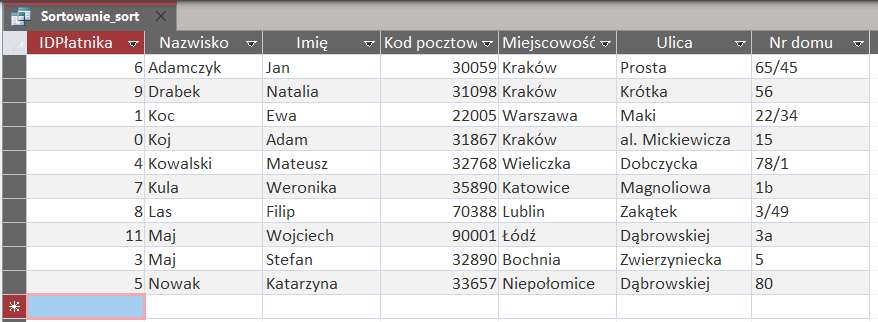 Sortowanie_sort
IDPłatnika Nazwisko Imię Kod pocztow Miejscowość Ulica Nr domu
6 Adamczyk Jan 30059 Kraków Prosta 65/45
9 Drabek Natalia 31098 Kraków Krótka 56
1 Koc Ewa 22005 Warszawa Maki 22/34
0 Koj Adam 31867 Kraków al. Mickiewicza 15
4 Kowalski Mateusz 32768 Wieliczka Dobczycka 78/1
7 Kula Weronika 35890 Katowice Magnoliowa 1b
8 Las Filip 70388 Lublin Zakątek 3/49
11 Maj Wojciech 90001 Łódź Dąbrowskiej 3a
3 Maj Stefan 32890 Bochnia Zwierzyniecka 5
5 Nowak Katarzyna 33657 Niepołomice Dąbrowskiej 80